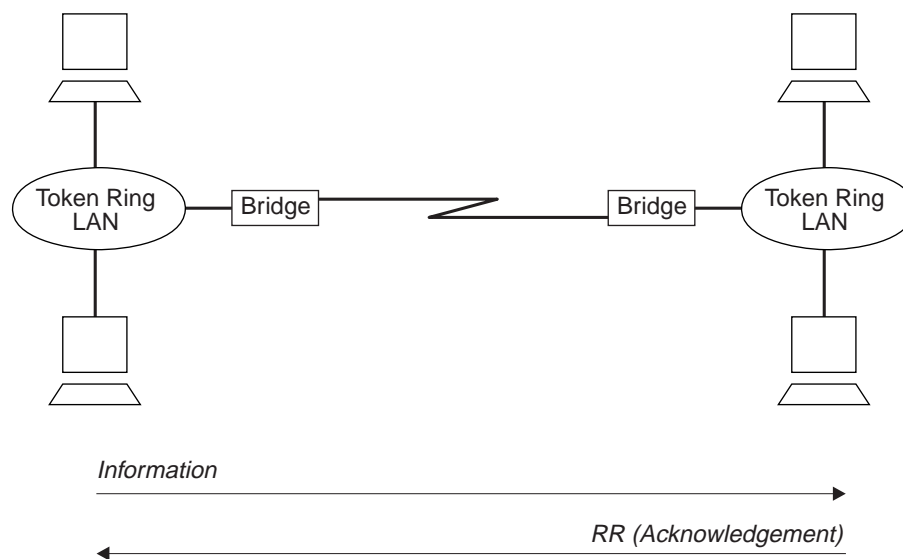 Token Ring
LAN
Bridge
Bridge
Token Ring
LAN
Information
RR (Acknowledgement)